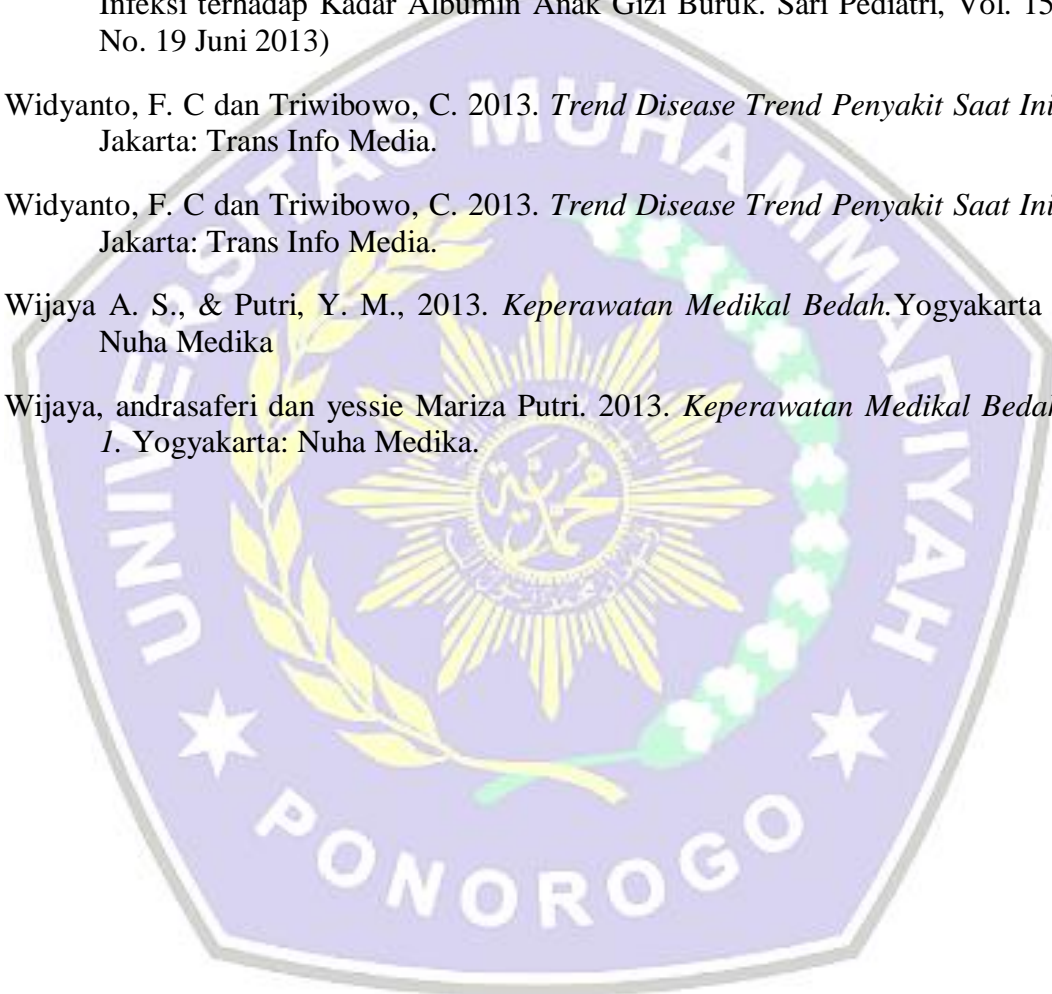 Infeksi terhadap Kadar Albumin Anak Gizi Buruk. Sari Pediatri, Vol. 15
No. 19 Juni 2013)
Widyanto, F. C dan Triwibowo, C. 2013. Trend Disease Trend Penyakit Saat Ini
Jakarta: Trans Info Media.
Widyanto, F. C dan Triwibowo, C. 2013. Trend Disease Trend Penyakit Saat Ini
Jakarta: Trans Info Media.
Wijaya A. S., & Putri, Y. M., 2013. Keperawatan Medikal Bedah.Yogyakarta
Nuha Medika
Wijaya, andrasaferi dan yessie Mariza Putri. 2013. Keperawatan Medikal Bedah
1. Yogyakarta: Nuha Medika.
UNIVERSITAS MUHAMMADIYAH
PONOROGO